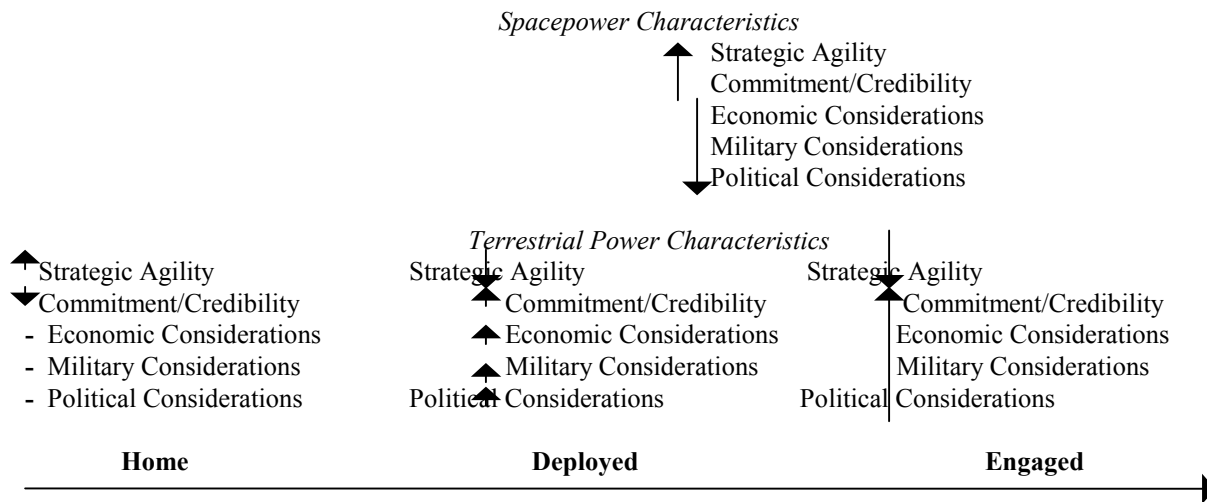 Spacepower Characteristics
Strategic Agility
Commitment/Credibility
Economic Considerations
Military Considerations
Political Considerations
Terrestrial Power Characteristics
Strategic Agility
Commitment/Credibility
- Economic Considerations
- Military Considerations
- Political Considerations
Strategic Agility
Commitment/Credibility
Economic Considerations
Military Considerations
Political Considerations
Strategic Agility
Commitment/Credibility
Economic Considerations
Military Considerations
Political Considerations
Home
Deployed
Engaged